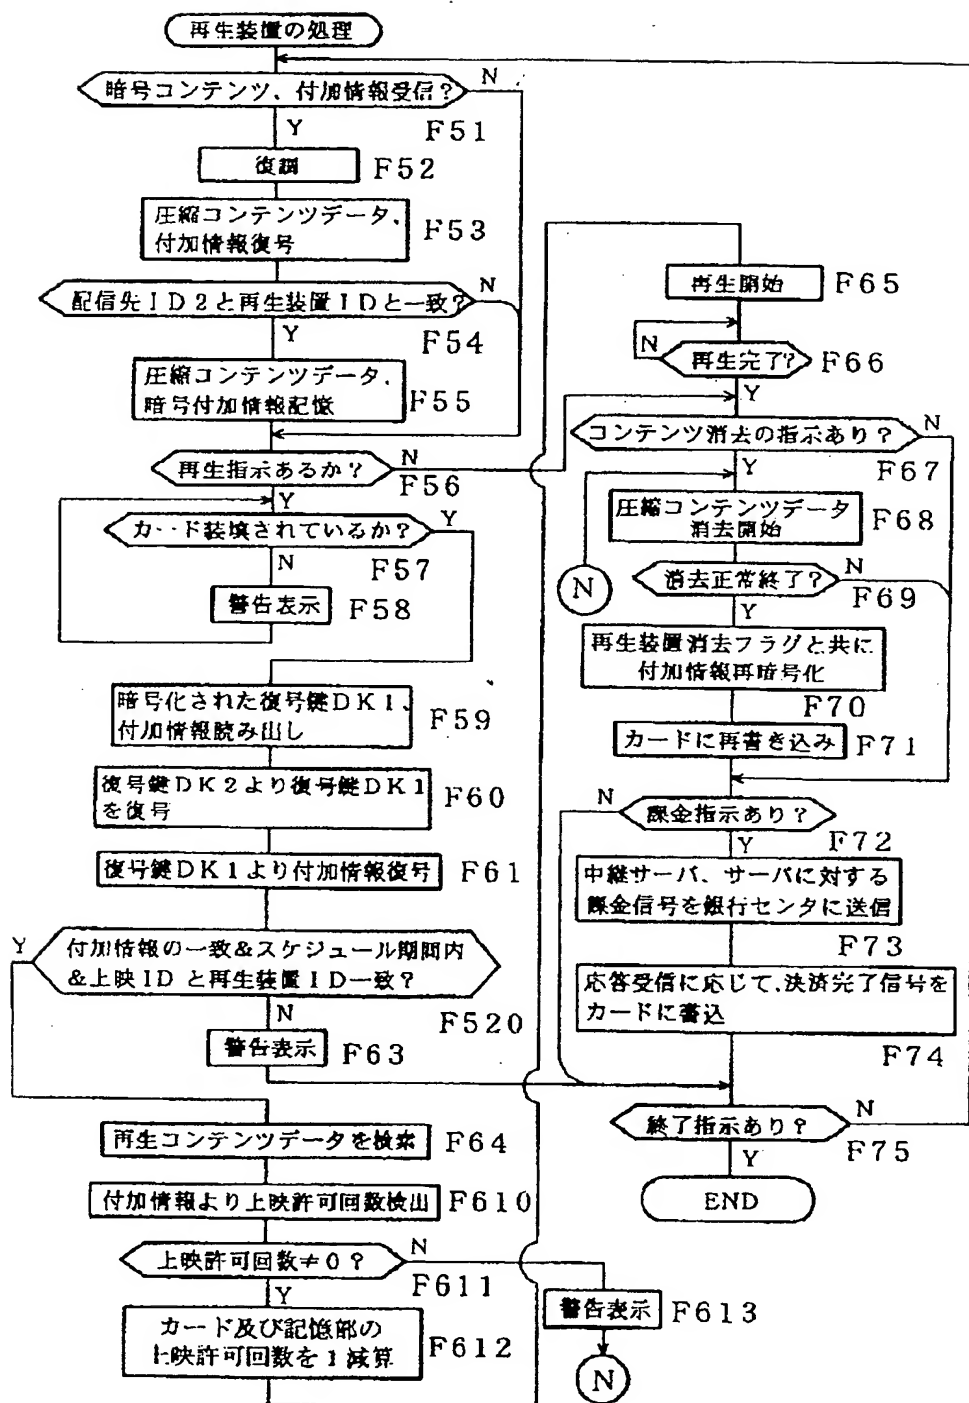 再生装置の処理
暗号コンテンツ、付加情報受信?
N
Y
F51
復調
F52
圧縮コンテンツデータ、
付加情報復号
F53
配信先ID2と再生装置IDと一致?
N
Y
F54
圧縮コンテンツデータ、
暗号付加情報記憶
F55
再生指示あるか?
N
F56
Y
カード装填されているか?
Y
F57
N
警告表示
F58
暗号化された復号鍵DK1、
付加情報読み出し
F59
復号鍵DK2より復号鍵DK1
を復号
F60
復号鍵DK1より付加情報復号
F61
Y
付加情報の一致&スケジュール期間内
&上映IDと再生装置ID一致?
F520
N
警告表示
F63
再生コンテンツデータを検索
F64
付加情報より上映許可回数検出
F610
上映許可回数≠0?
N
F611
Y
カード及び記憶部の
上映許可回数を1減算
F612
警告表示
F613
N
再生開始
F65
N
再生完了?
F66
Y
コンテンツ消去の指示あり?
N
F67
Y
圧縮コンテンツデータ
消去開始
F68
N
消去正常終了?
N
F69
Y
再生装置消去フラグと共に
付加情報再暗号化
F70
カードに再書き込み
F71
N
課金指示あり?
F72
Y
中継サーバ、サーバに対する
課金信号を銀行センタに送信
F73
応答受信に応じて、決済完了信号を
カードに書込
F74
終了指示あり?
N
F75
Y
END